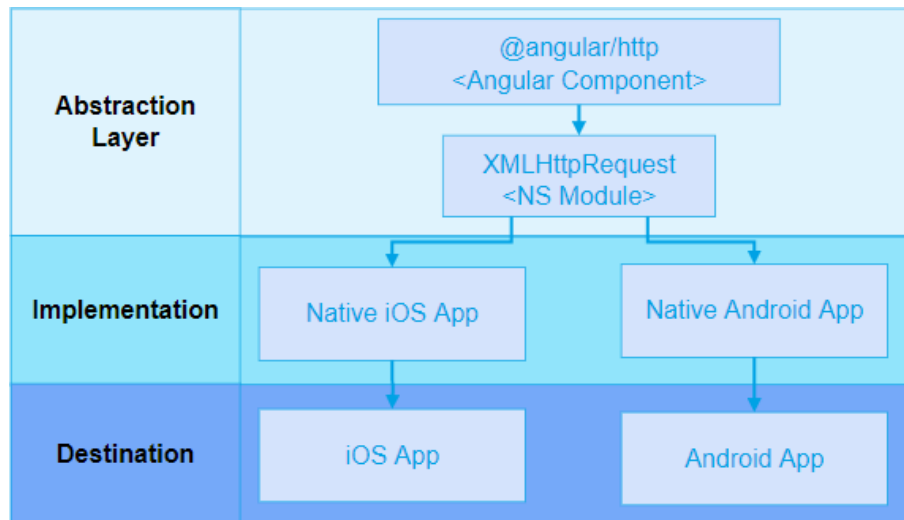 @angular/http
<Angular Component>
Abstraction
Layer
XMLHttpRequest
<NS Module>
Implementation
Native iOS App
Native Android App
Destination
iOS App
Android App